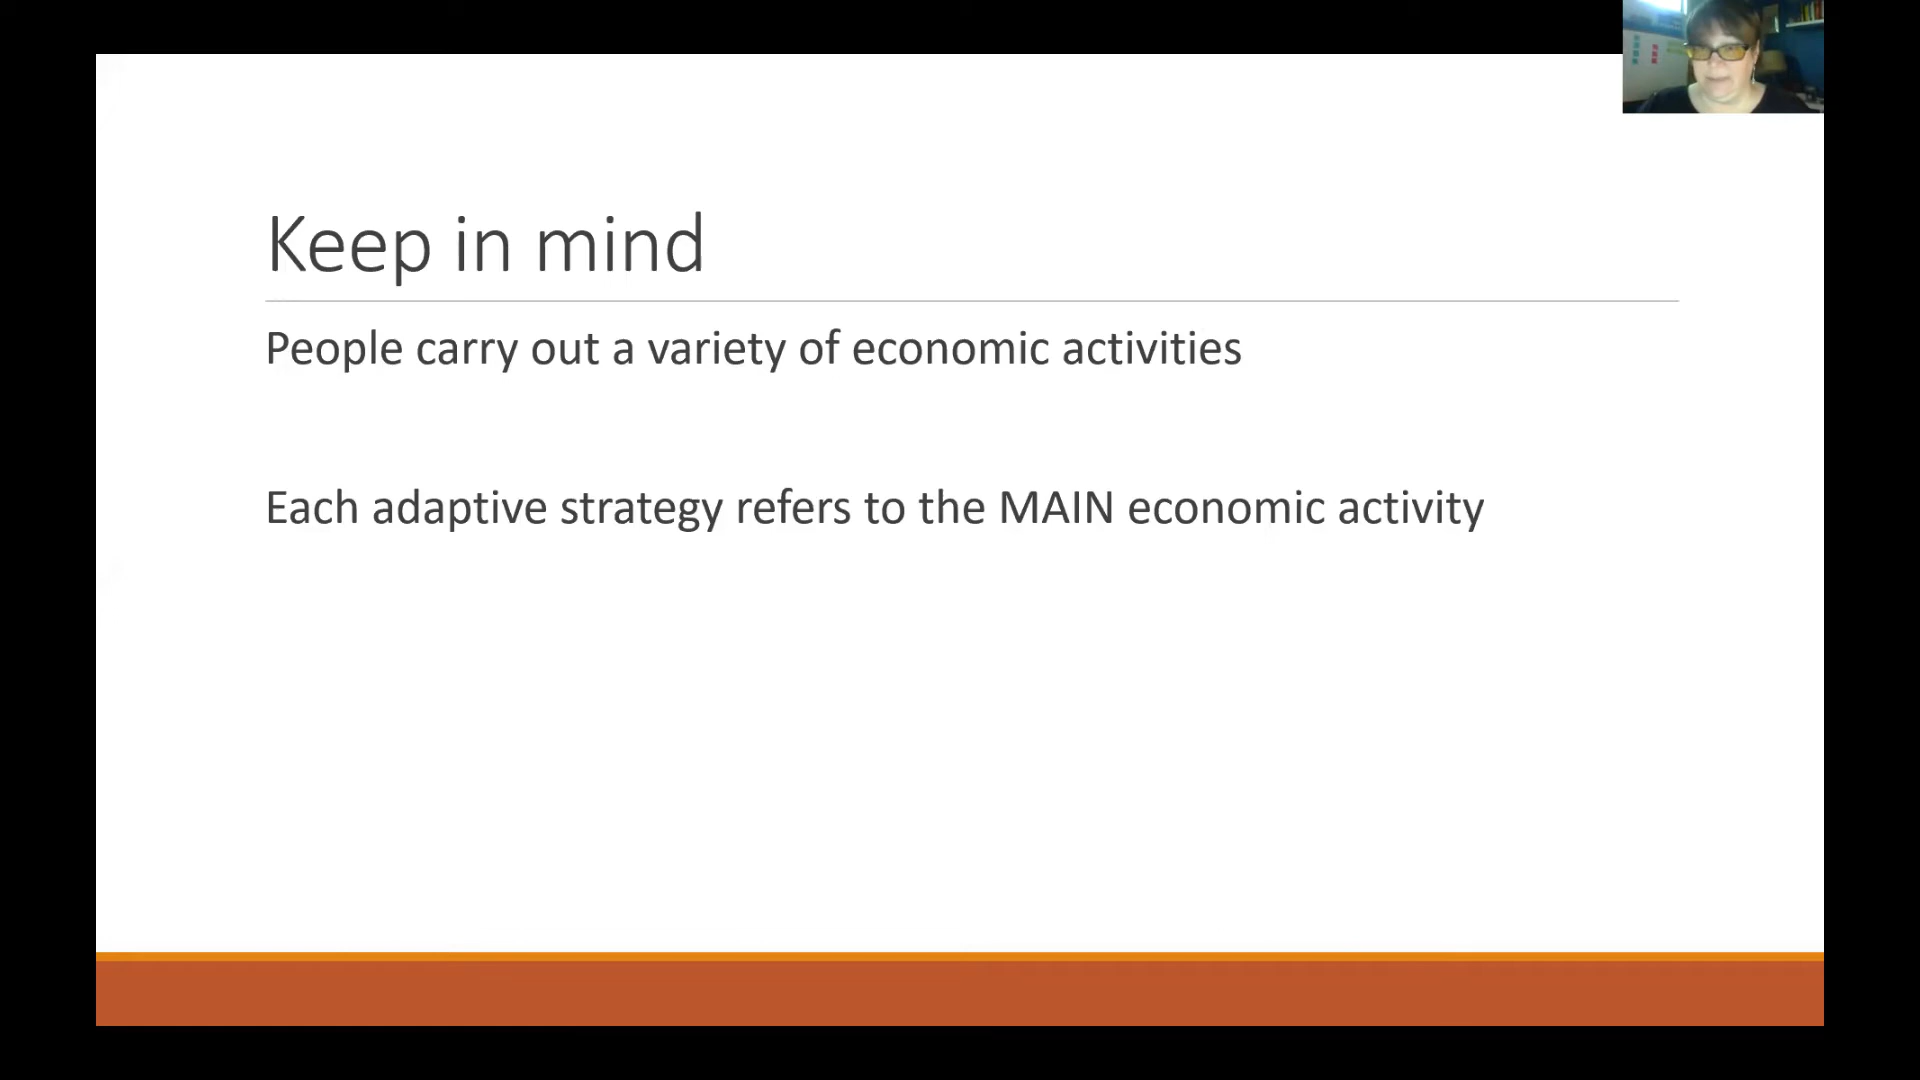 Keep in mind
People carry out a variety of economic activities
Each adaptive strategy refers to the MAIN economic activity